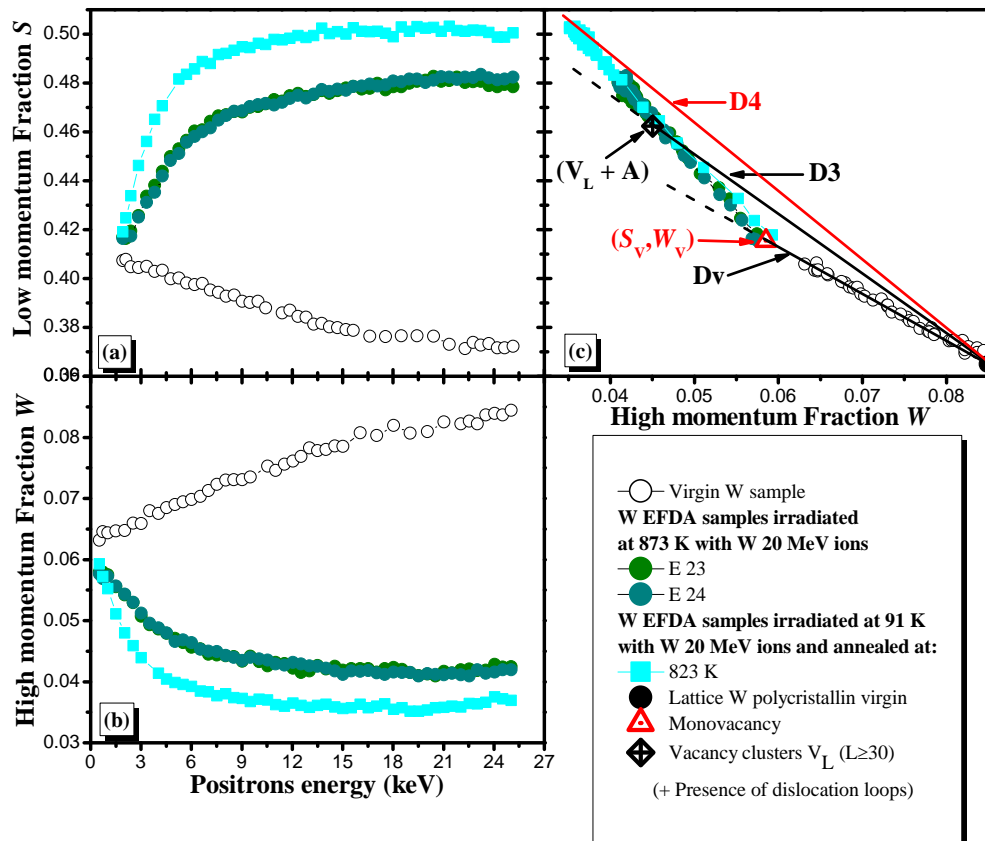 Low momentum Fraction S
0.50
0.48
0.46
0.44
0.42
0.40
0.38
0.36
(a)
D4
D3
(V_L + A)
(S_v,W_v)
Dv
(c)
0.04 0.05 0.06 0.07 0.08
High momentum Fraction W
High momentum Fraction W
0.08
0.07
0.06
0.05
0.04
0.03
(b)
0 3 6 9 12 15 18 21 24 27
Positrons energy (keV)
Virgin W sample
W EFDA samples irradiated
at 873 K with W 20 MeV ions
E 23
E 24
W EFDA samples irradiated at 91 K
with W 20 MeV ions and annealed at:
823 K
Lattice W polycristallin virgin
Monovacancy
Vacancy clusters V_L (L≥30)
(+ Presence of dislocation loops)